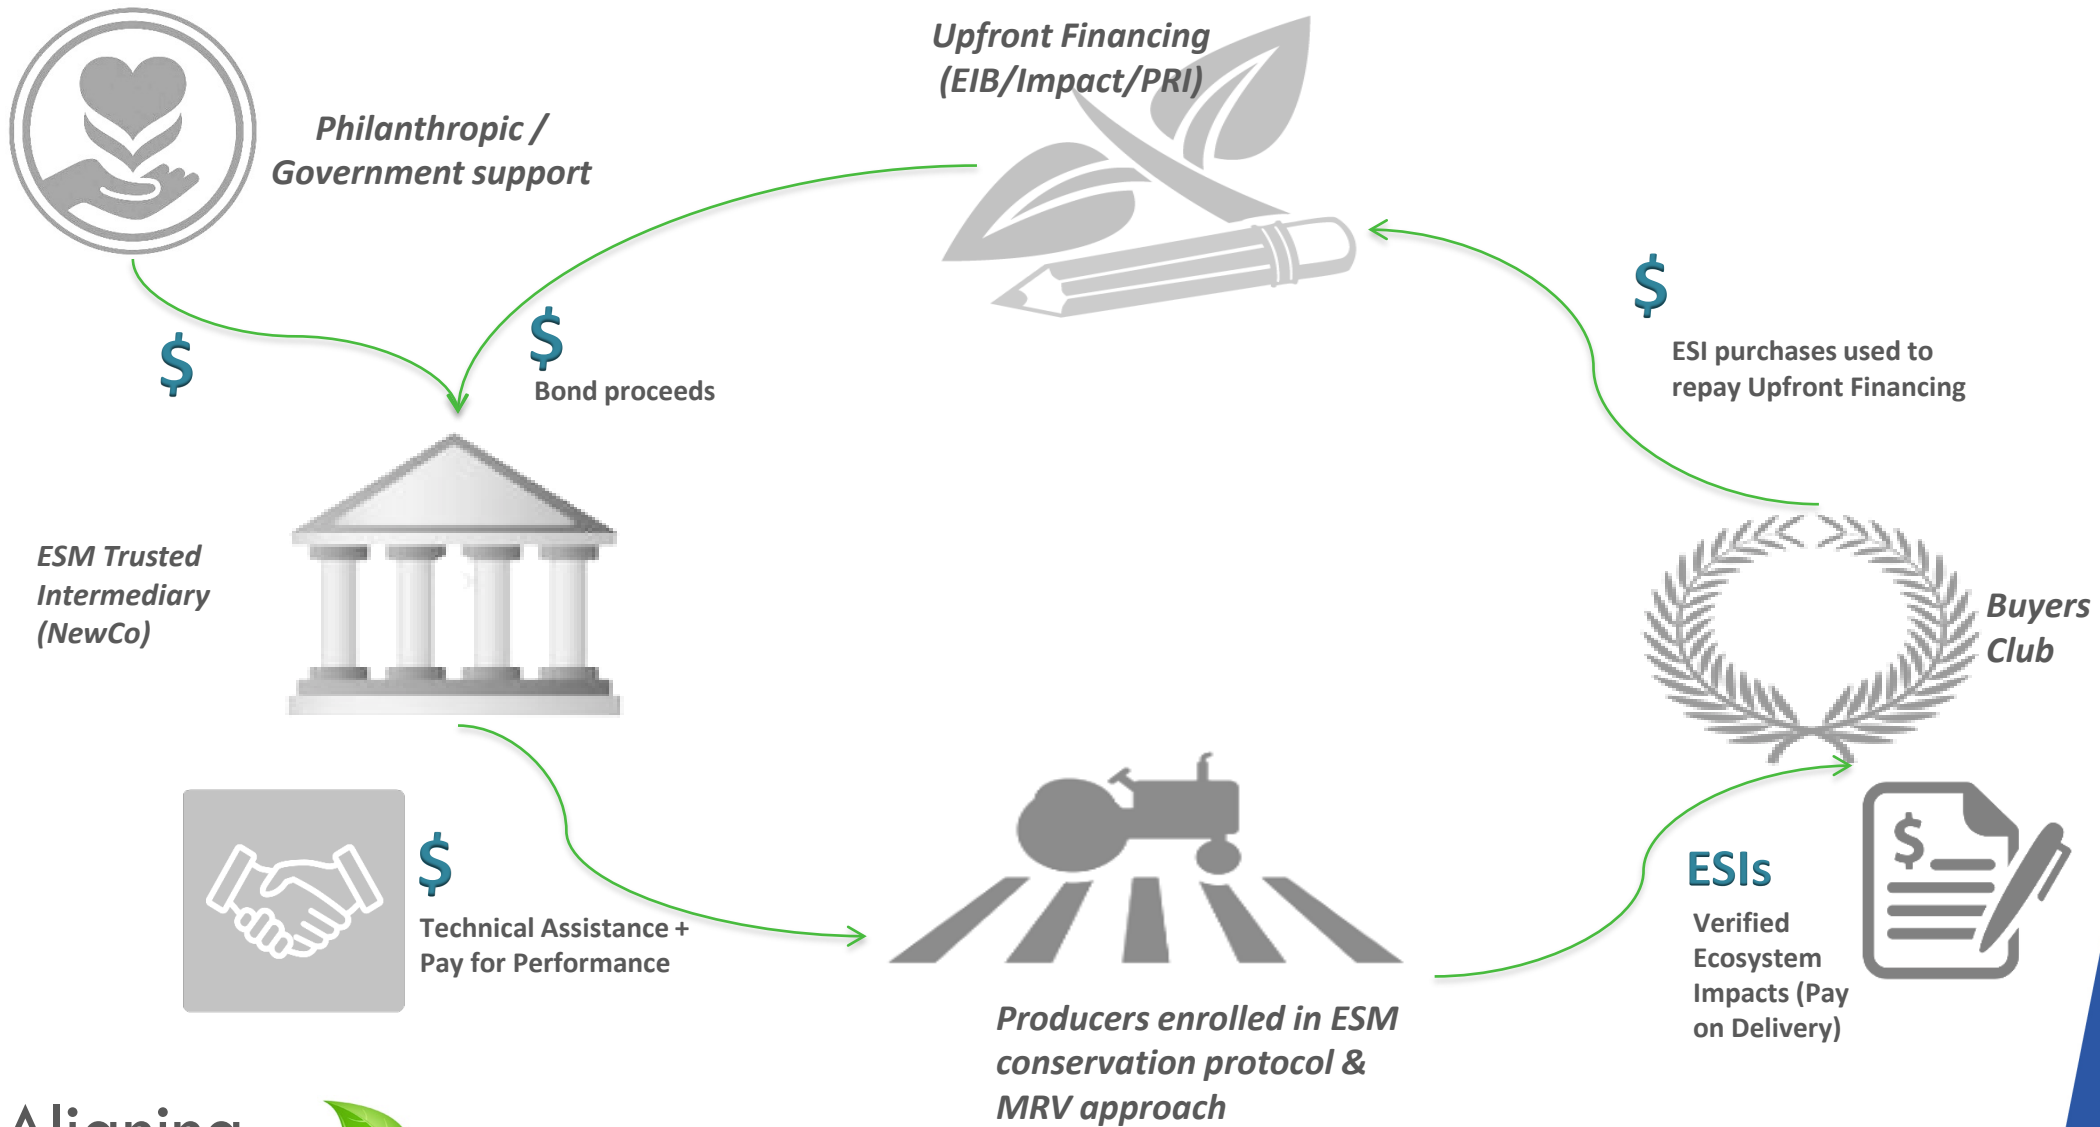 Upfront Financing
(EIB/Impact/PRI)
Philanthropic /
Government support
$
$
Bond proceeds
$
ESI purchases used to
repay Upfront Financing
ESM Trusted
Intermediary
(NewCo)
Buyers
Club
$
Technical Assistance +
Pay for Performance
$
ESIs
Verified
Ecosystem
Impacts (Pay
on Delivery)
Producers enrolled in ESM
conservation protocol &
MRV approach
Aligning